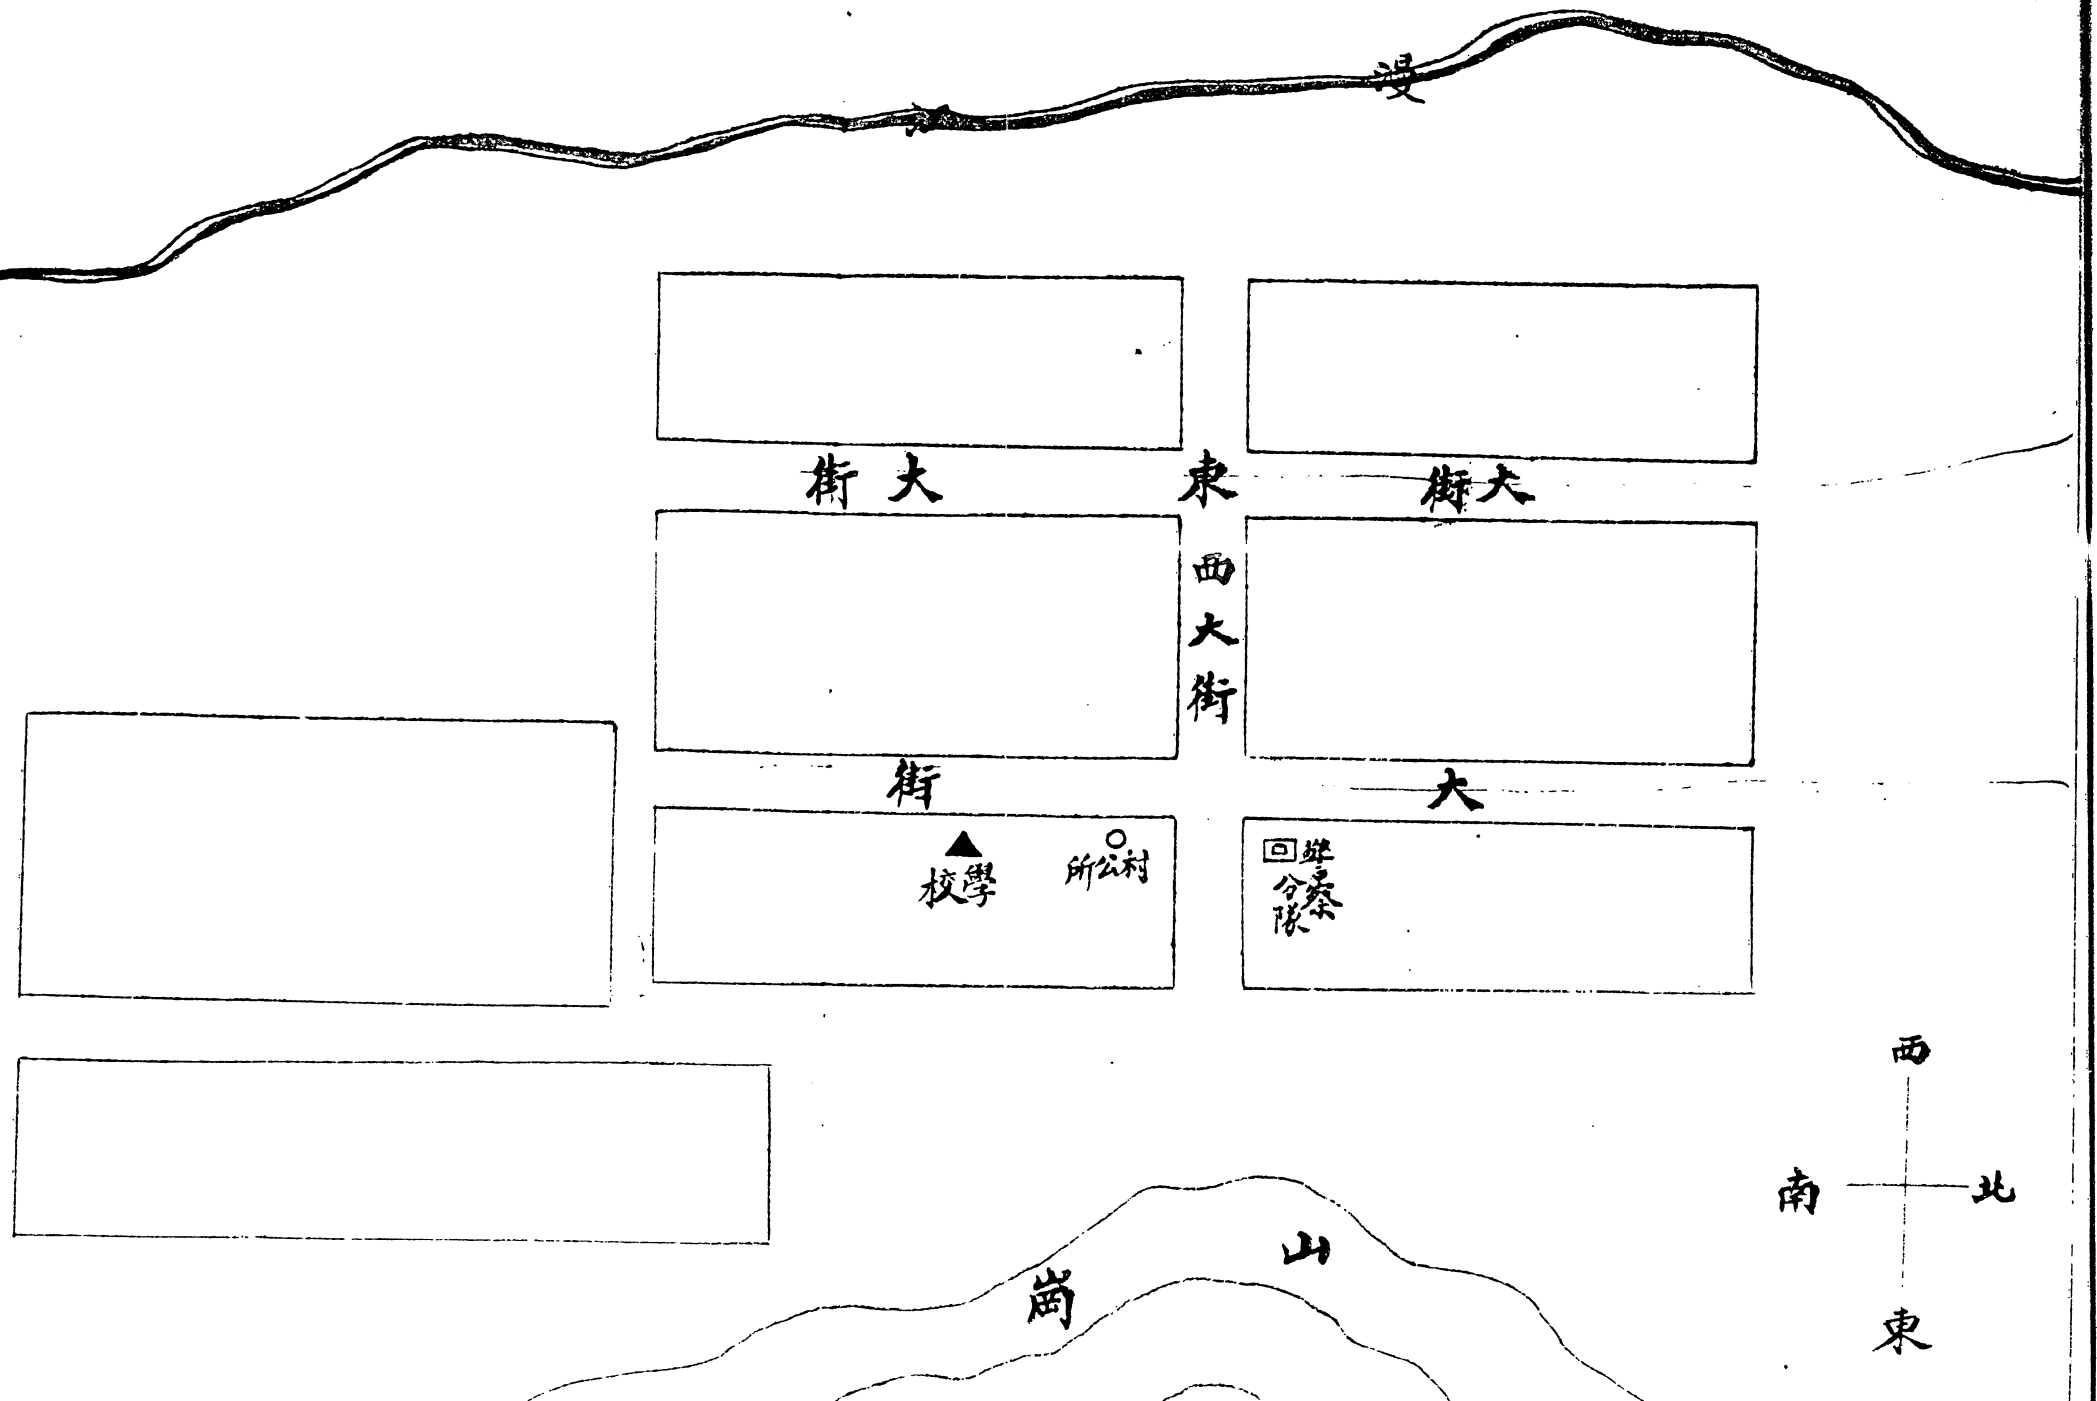 漫
大街
大街
東西大街
大街
學校
村公所
警察
分隊
山崗
西
南
北
東